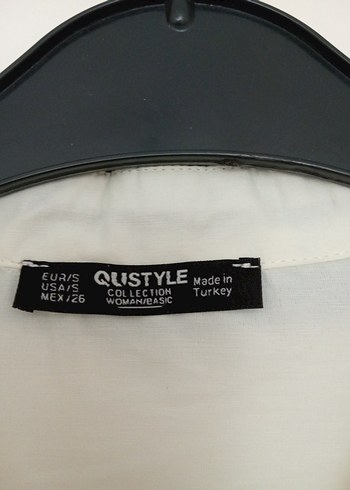 EUR/S
USA/S
MEX/26
QUSTYLE
COLLECTION
WOMAN/BASIC
Made in
Turkey